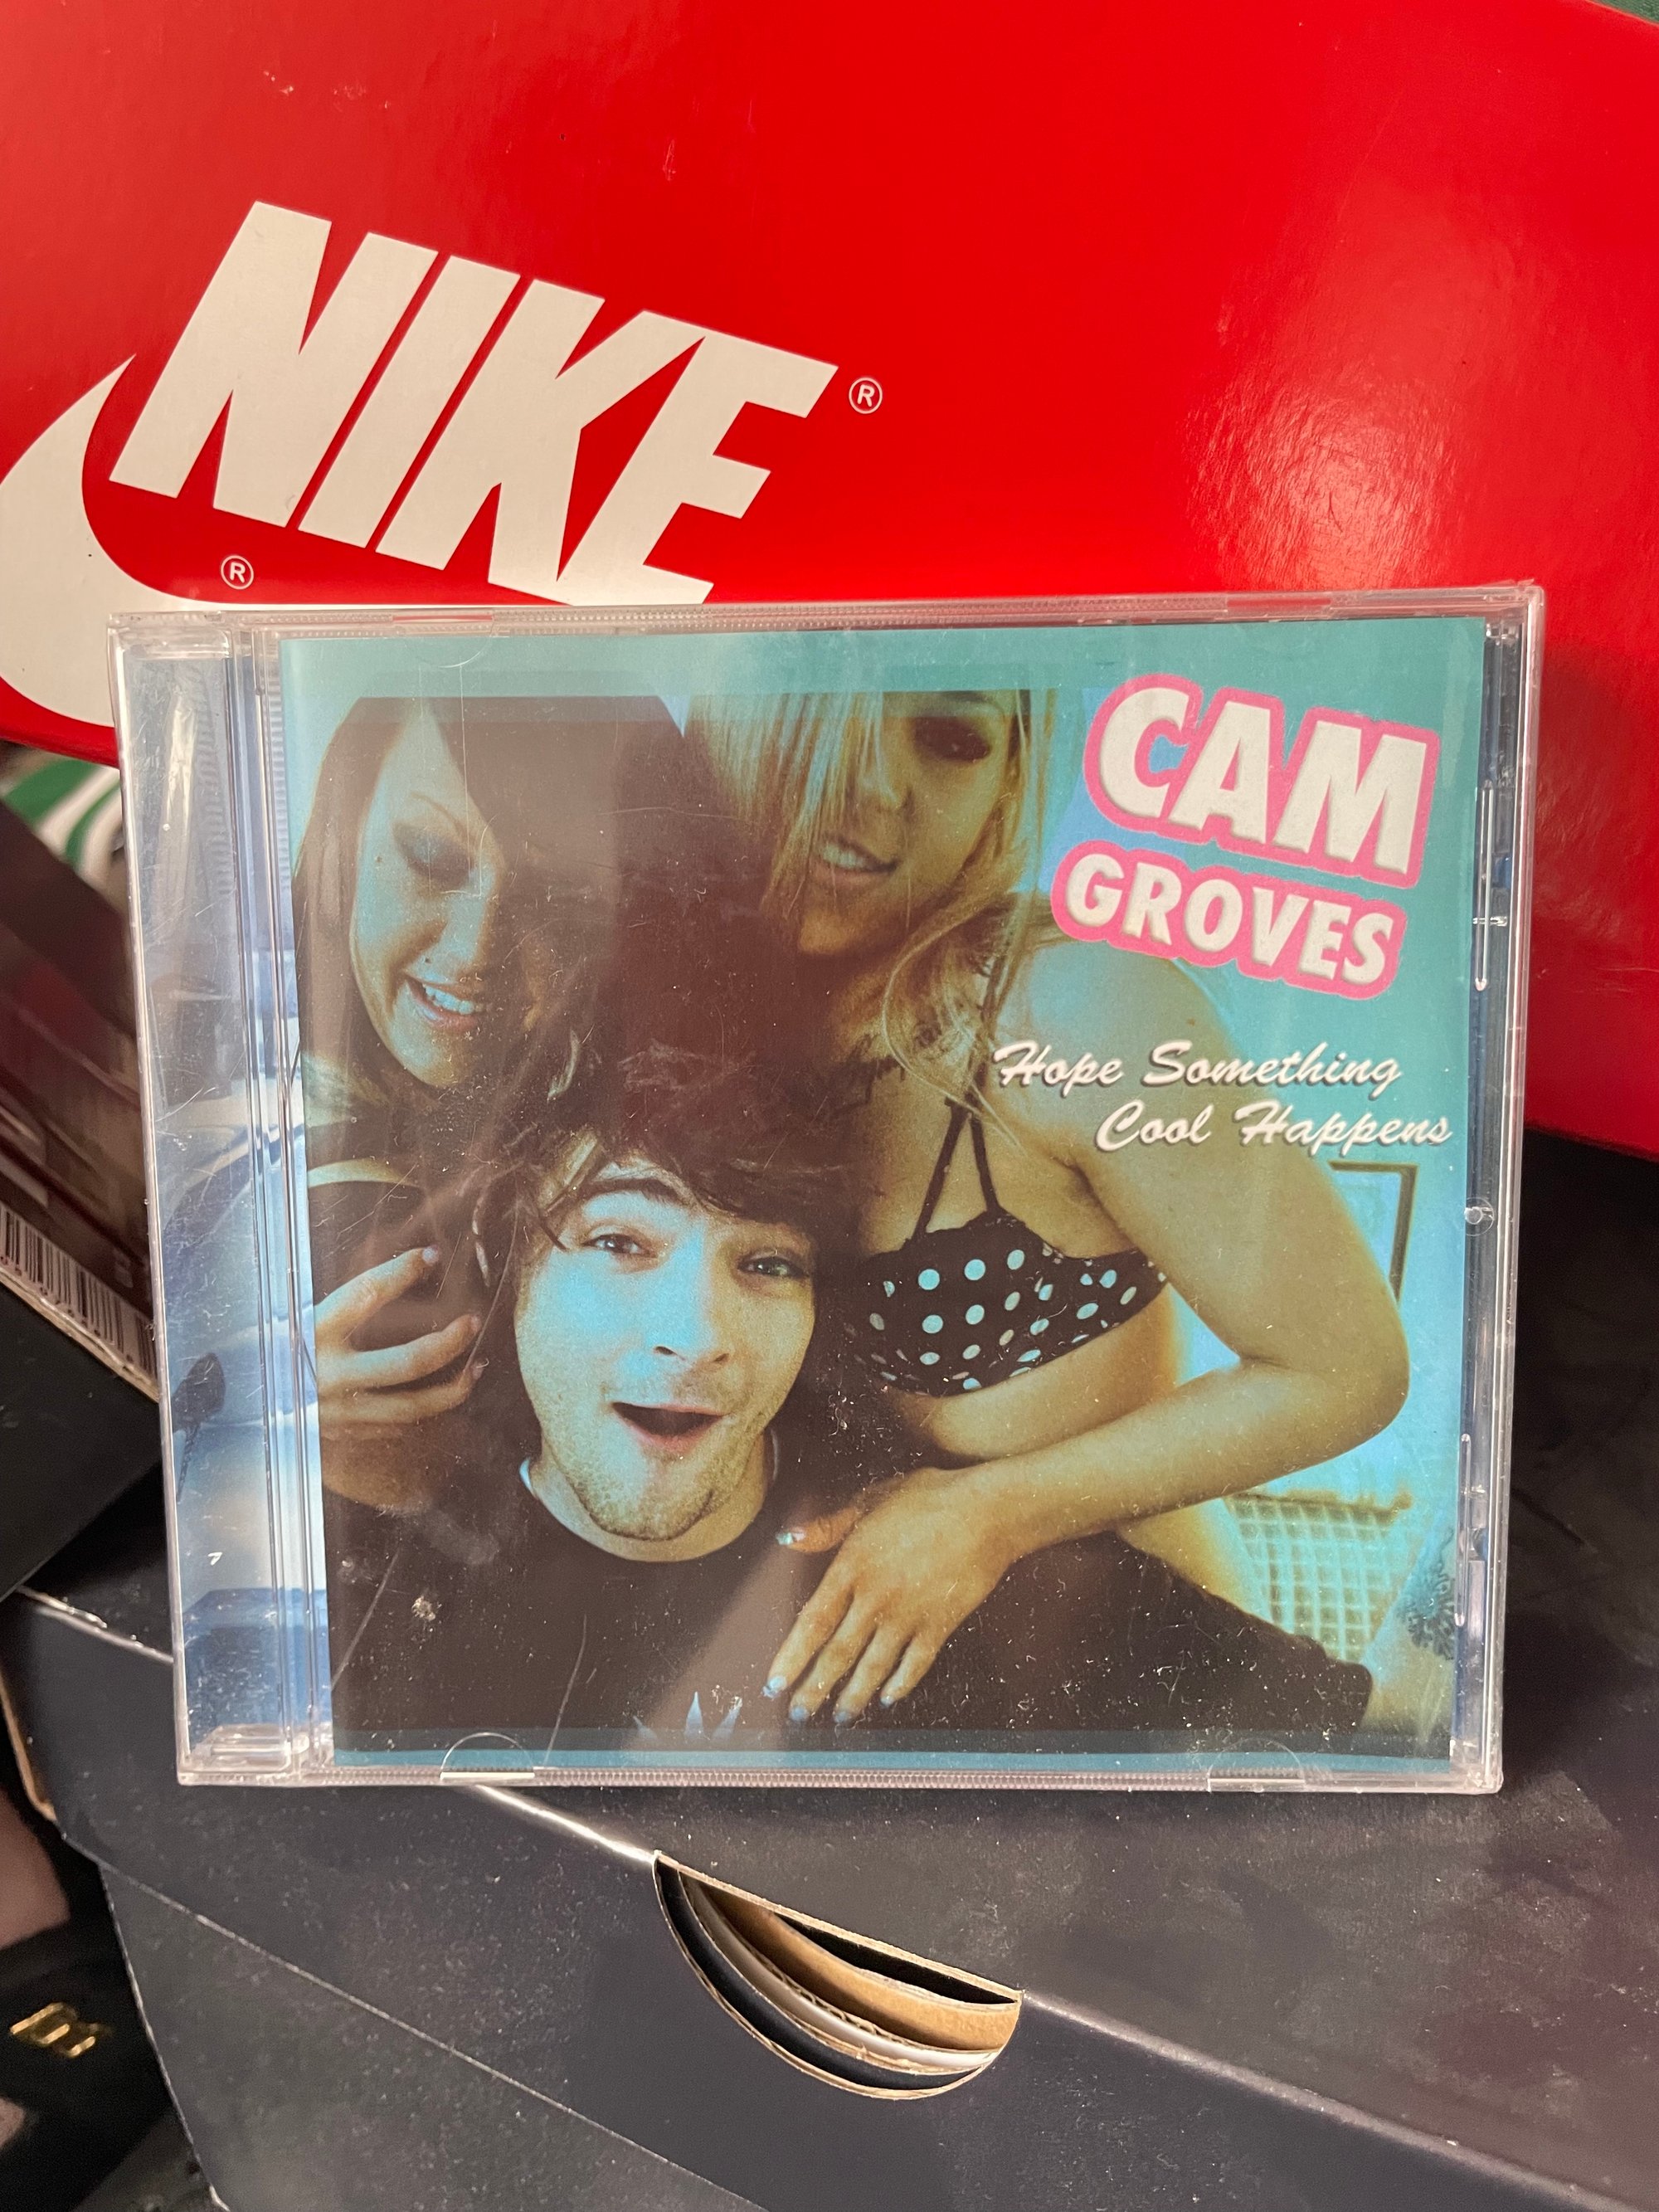 NIKE
®
®
CAM
GROVES
Hope Something
Cool Happens